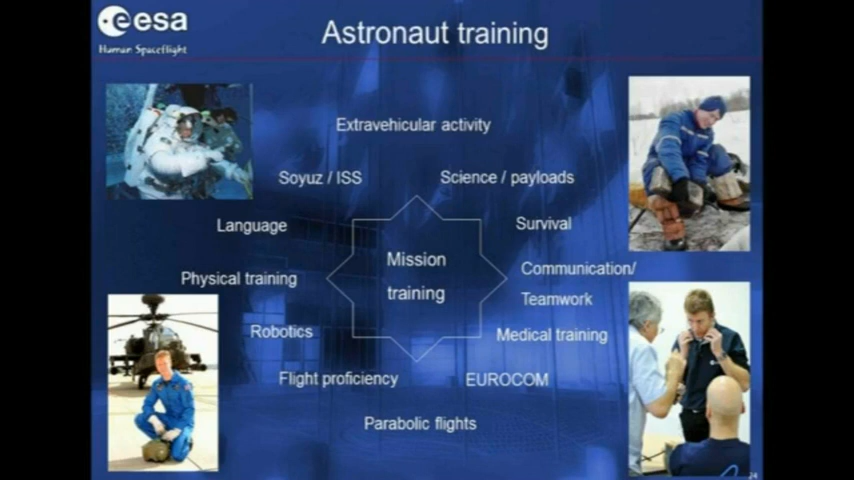 esa
Human Spaceflight
Astronaut training
Extravehicular activity
Soyuz / ISS
Science / payloads
Language
Survival
Mission
training
Physical training
Communication/
Teamwork
Robotics
Medical training
Flight proficiency
EUROCOM
Parabolic flights
24